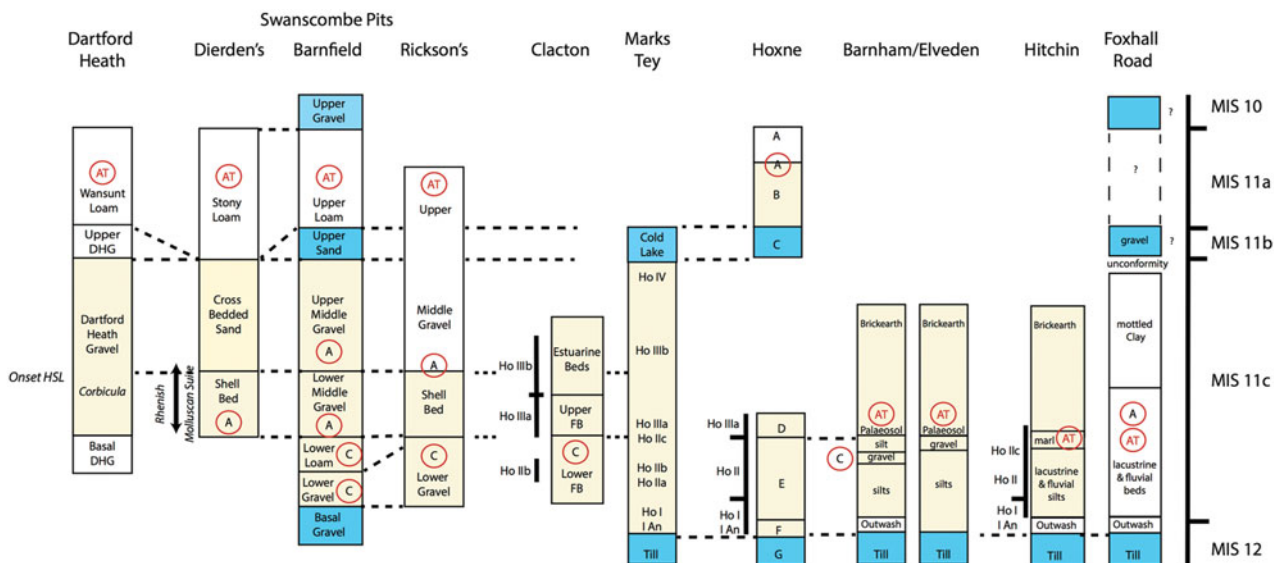 Swanscombe Pits
Dartford
Heath
Dierden's
Barnfield
Rickson's
Clacton
Marks
Tey
Hoxne
Barnham/Elveden
Hitchin
Foxhall
Road
AT
Wansunt
Loam
Upper
DHG
Dartford
Heath
Gravel
Corbicula
Basal
DHG
Onset HSL
Rhenish
Molluscan Suite
AT
Stony
Loam
Cross
Bedded
Sand
Shell
Bed
A
Upper
Gravel
AT
Upper
Loam
Upper
Sand
Upper
Middle
Gravel
A
Lower
Middle
Gravel
A
Lower
Loam
C
Lower
Gravel
C
Basal
Gravel
AT
Upper
Middle
Gravel
A
Shell
Bed
C
Lower
Gravel
Ho IIIb
Ho IIIa
Ho IIb
Estuarine
Beds
Upper
FB
C
Lower
FB
Cold
Lake
Ho IV
Ho IIIb
Ho IIIa
Ho IIc
Ho IIb
Ho IIa
Ho I
I An
Till
A
A
B
C
Ho IIIa
Ho II
Ho I
I An
D
E
F
G
Brickearth
AT
Palaeosol
silt
gravel
C
silts
Outwash
Till
Brickearth
AT
Palaeosol
gravel
silts
Till
Ho IIc
Ho II
Ho I
I An
Brickearth
marl
AT
lacustrine
& fluvial
silts
Outwash
Till
?
?
gravel
?
unconformity
mottled
Clay
A
AT
lacustrine
& fluvial
beds
Outwash
Till
MIS 10
MIS 11a
MIS 11b
MIS 11c
MIS 12